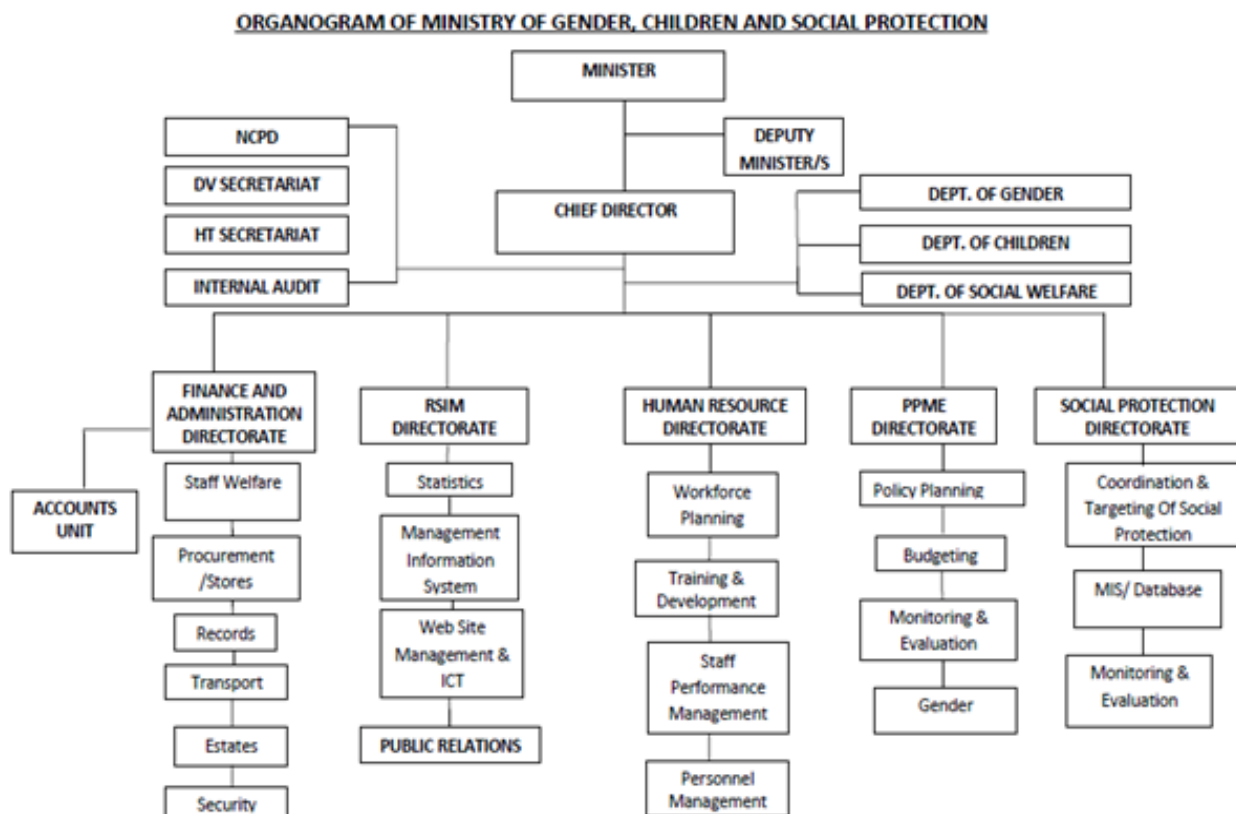 ORGANOGRAM OF MINISTRY OF GENDER, CHILDREN AND SOCIAL PROTECTION
MINISTER
DEPUTY
MINISTER/S
CHIEF DIRECTOR
NCPD
DV SECRETARIAT
HT SECRETARIAT
INTERNAL AUDIT
DEPT. OF GENDER
DEPT. OF CHILDREN
DEPT. OF SOCIAL WELFARE
FINANCE AND
ADMINISTRATION
DIRECTORATE
ACCOUNTS
UNIT
Staff Welfare
Procurement
/Stores
Records
Transport
Estates
Security
RSIM
DIRECTORATE
Statistics
Management
Information
System
Web Site
Management &
ICT
PUBLIC RELATIONS
HUMAN RESOURCE
DIRECTORATE
Workforce
Planning
Training &
Development
Staff
Performance
Management
Personnel
Management
PPME
DIRECTORATE
Policy Planning
Budgeting
Monitoring &
Evaluation
Gender
SOCIAL PROTECTION
DIRECTORATE
Coordination &
Targeting Of Social
Protection
MIS/ Database
Monitoring &
Evaluation